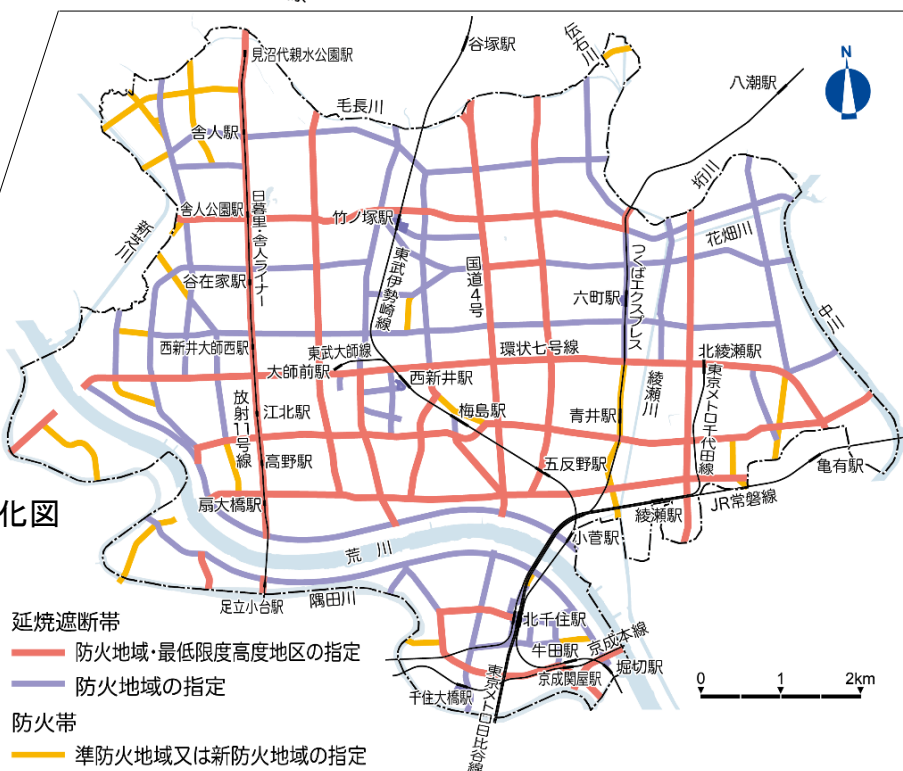 谷塚駅
伝右川
八潮駅
N
見沼代親水公園駅
毛長川
舎人駅
垳川
舎人公園駅
竹ノ塚駅
花畑川
新芝川
日暮里・舎人ライナー
東武伊勢崎線
国道4号
つくばエクスプレス
谷在家駅
六町駅
中川
西新井大師西駅
東武大師線
環状七号線
北綾瀬駅
大師前駅
西新井駅
綾瀬川
東京メトロ千代田線
放射11号線
江北駅
梅島駅
青井駅
高野駅
五反野駅
亀有駅
扇大橋駅
JR常磐線
化図
綾瀬駅
小菅駅
荒川
足立小台駅
隅田川
北千住駅
牛田駅
京成本線
堀切駅
京成関屋駅
千住大橋駅
東京メトロ日比谷線
延焼遮断帯
防火地域・最低限度高度地区の指定
防火地域の指定
防火帯
準防火地域又は新防火地域の指定
0 1 2km